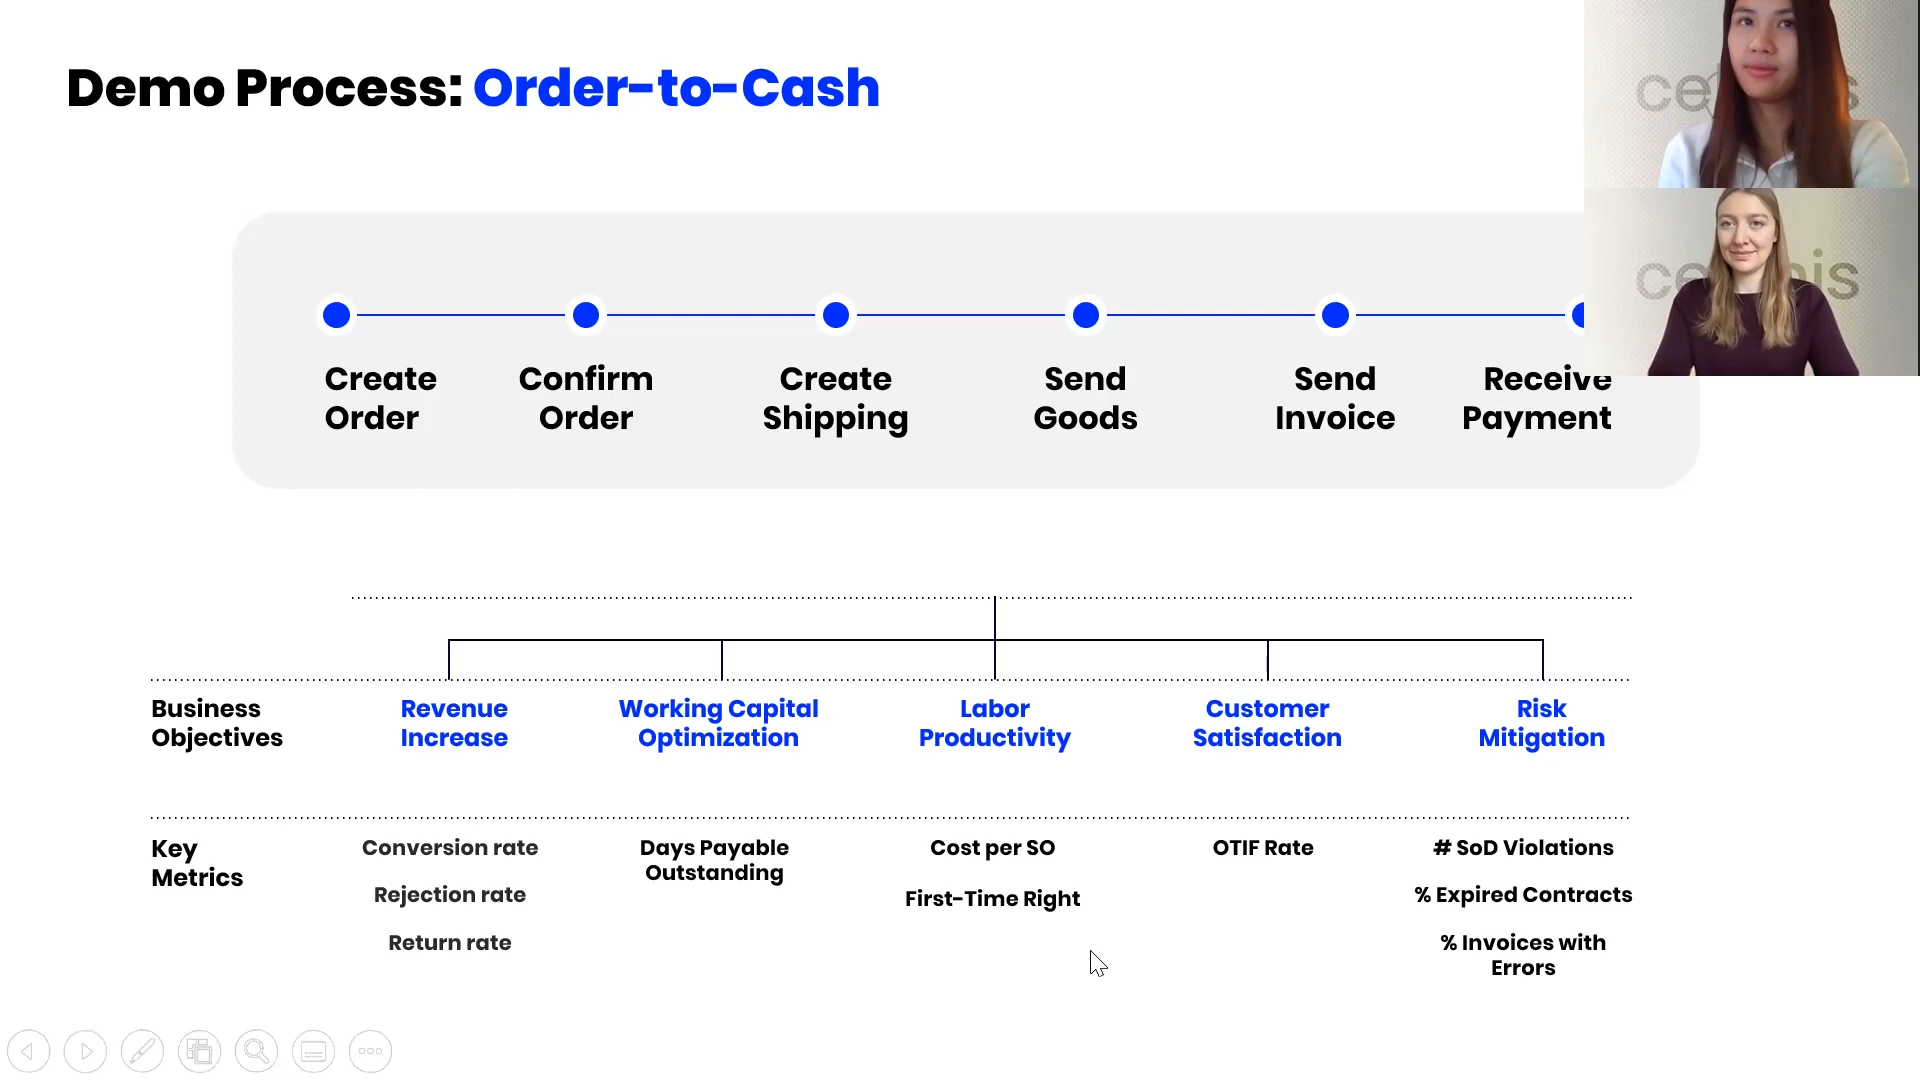 Demo Process: Order-to-Cash
Create
Order
Confirm
Order
Create
Shipping
Send
Goods
Send
Invoice
Receive
Payment
Business
Objectives
Revenue
Increase
Working Capital
Optimization
Labor
Productivity
Customer
Satisfaction
Risk
Mitigation
Key
Metrics
Conversion rate
Rejection rate
Return rate
Days Payable
Outstanding
Cost per SO
First-Time Right
OTIF Rate
# SoD Violations
% Expired Contracts
% Invoices with
Errors